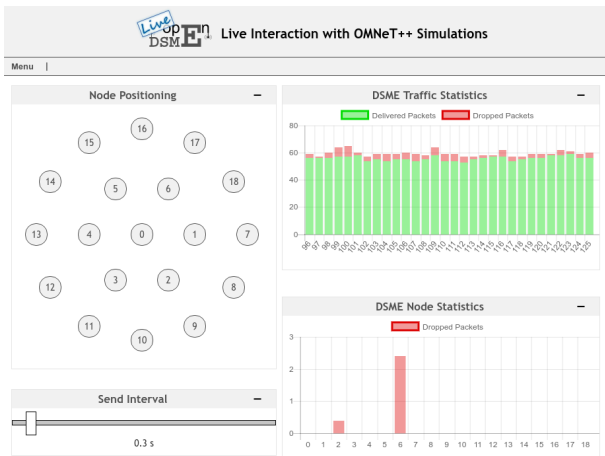 Live
open
DSME
Live Interaction with OMNeT++ Simulations
Menu |
Node Positioning −
16
15 17
14 5 6 18
13 4 0 1 7
12 3 2 8
11 9
10
Send Interval −
0.3 s
DSME Traffic Statistics −
Delivered Packets Dropped Packets
80
60
40
20
0
96 97 98 99 100 101 102 103 104 105 106 107 108 109 110 111 112 113 114 115 116 117 118 119 120 121 122 123 124 125
DSME Node Statistics −
Dropped Packets
3
2
1
0
0 1 2 3 4 5 6 7 8 9 10 11 12 13 14 15 16 17 18